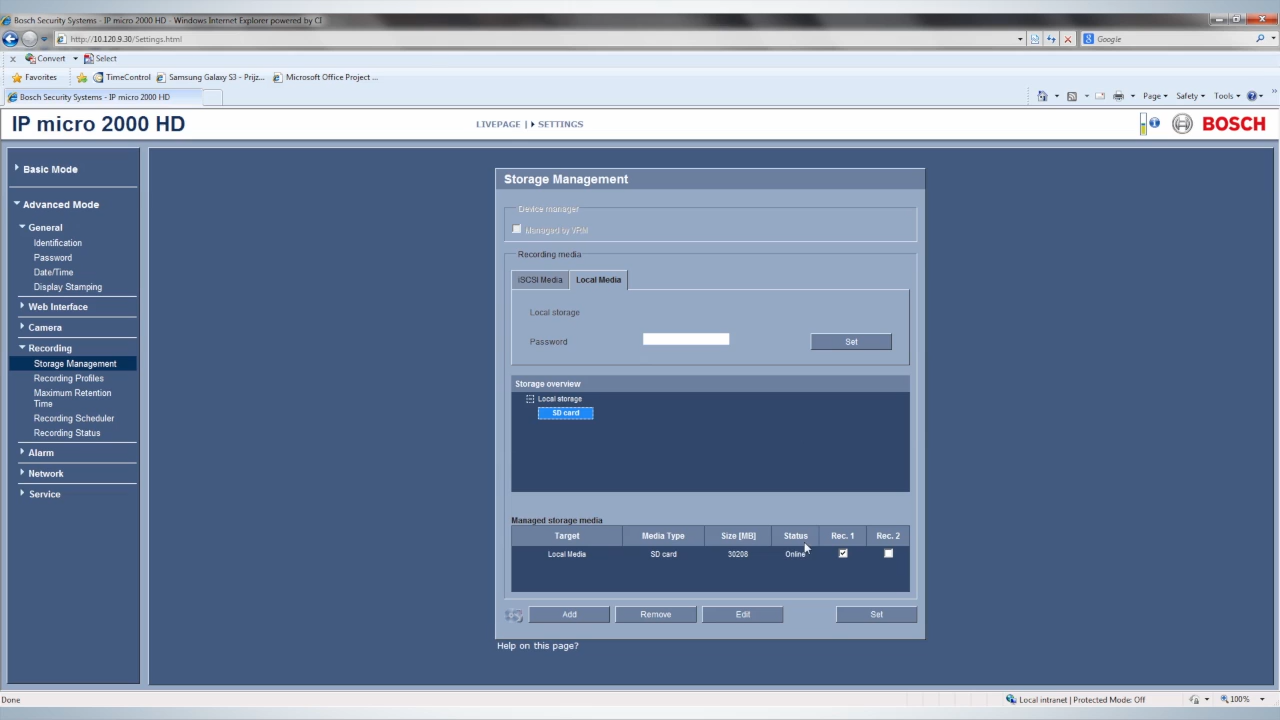 Bosch Security Systems - IP micro 2000 HD - Windows Internet Explorer powered by CI
http://10.120.9.30/Settings.html
Google
x Convert Select
Favorites TimeControl Samsung Galaxy S3 - Prijz... Microsoft Office Project ...
Bosch Security Systems - IP micro 2000 HD
Page Safety Tools
IP micro 2000 HD
LIVEPAGE | SETTINGS
BOSCH
Basic Mode
Advanced Mode
General
Identification
Password
Date/Time
Display Stamping
Web Interface
Camera
Recording
Storage Management
Recording Profiles
Maximum Retention
Time
Recording Scheduler
Recording Status
Alarm
Network
Service
Storage Management
Device manager
Managed by VRM
Recording media
iSCSI Media Local Media
Local storage
Password
Set
Storage overview
Local storage
SD card
Managed storage media
Target Media Type Size [MB] Status Rec. 1 Rec. 2
Local Media SD card 30208 Online
Add Remove Edit Set
Help on this page?
Done
Local intranet | Protected Mode: Off
100%